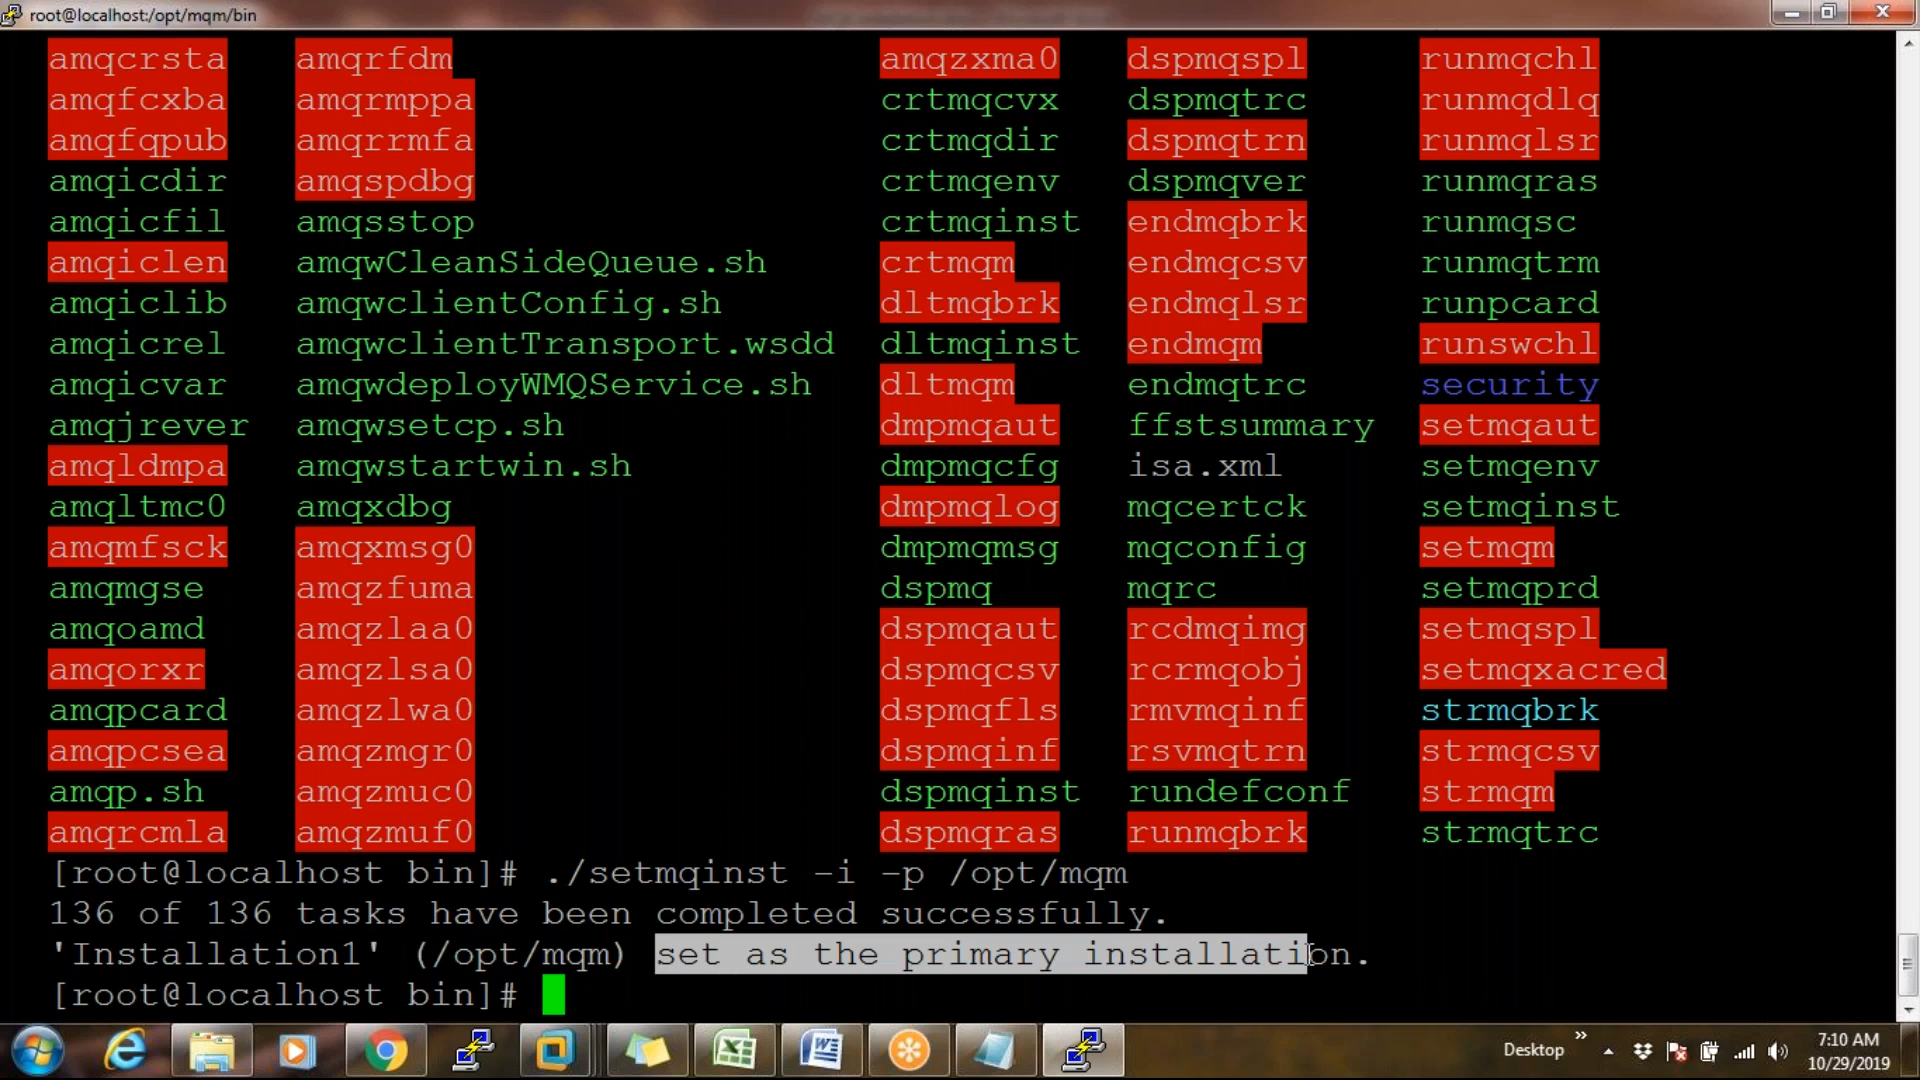 root@localhost:/opt/mqm/bin
amqcrsta amqrfdm amqzxma0 dspmqspl runmqchl
amqfcxba amqrmppa crtmqcvx dspmqtrc runmqdlq
amqfqpub amqrrmfa crtmqdir dspmqtrn runmqlsr
amqicdir amqspdbg crtmqenv dspmqver runmqras
amqicfil amqsstop crtmqinst endmqbrk runmqsc
amqiclen amqwCleanSideQueue.sh crtmqm endmqcsv runmqtrm
amqiclib amqwclientConfig.sh dltmqbrk endmqlsr runpcard
amqicrel amqwclientTransport.wsdd dltmqinst endmqm runswchl
amqicvar amqwdeployWMQService.sh dltmqm endmqtrc security
amqjrever amqwsetcp.sh dmpmqaut ffstsummary setmqaut
amqldmpa amqwstartwin.sh dmpmqcfg isa.xml setmqenv
amqltmc0 amqxdbg dmpmqlog mqcertck setmqinst
amqmfsck amqxmsg0 dmpmqmsg mqconfig setmqm
amqmgse amqzfuma dspmq mqrc setmqprd
amqoamd amqzlaa0 dspmqaut rcdmqimg setmqspl
amqorxr amqzlsa0 dspmqcsv rcrmqobj setmqxacred
amqpcard amqzlwa0 dspmqfls rmvmqinf strmqbrk
amqpcsea amqzmgr0 dspmqinf rsvmqtrn strmqcsv
amqp.sh amqzmuc0 dspmqinst rundefconf strmqm
amqrcmla amqzmuf0 dspmqras runmqbrk strmqtrc
[root@localhost bin]# ./setmqinst -i -p /opt/mqm
136 of 136 tasks have been completed successfully.
'Installation1' (/opt/mqm) set as the primary installation.
[root@localhost bin]#
Desktop
7:10 AM
10/29/2019